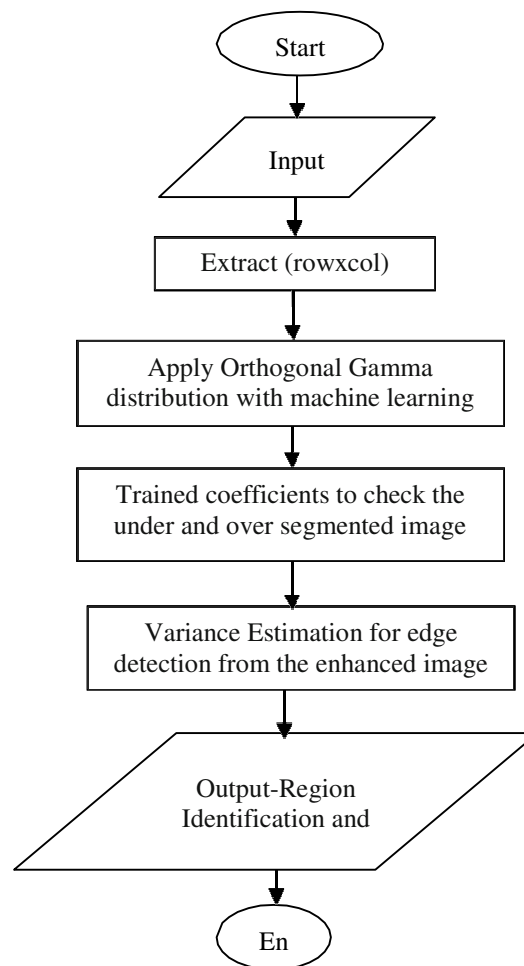 Start
Input
Extract (rowxcol)
Apply Orthogonal Gamma
distribution with machine learning
Trained coefficients to check the
under and over segmented image
Variance Estimation for edge
detection from the enhanced image
Output-Region
Identification and
En